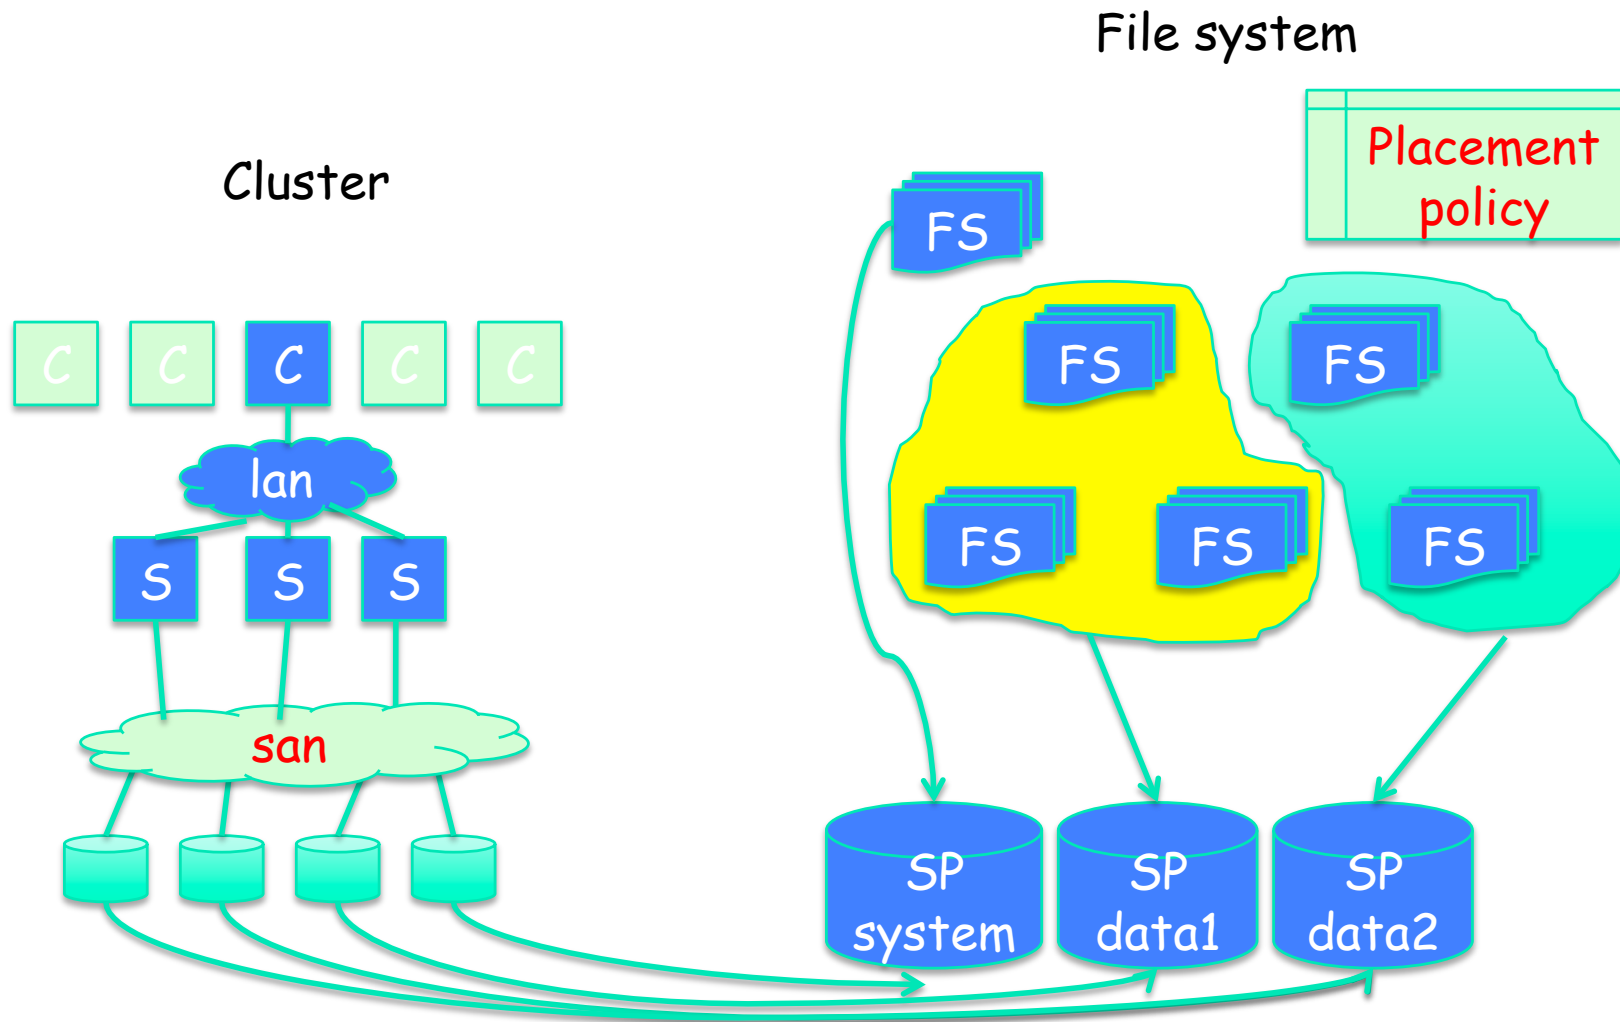 File system
Placement
policy
Cluster
FS
FS
FS
C
C
C
C
C
lan
FS
FS
FS
S
S
S
san
SP
system
SP
data1
SP
data2